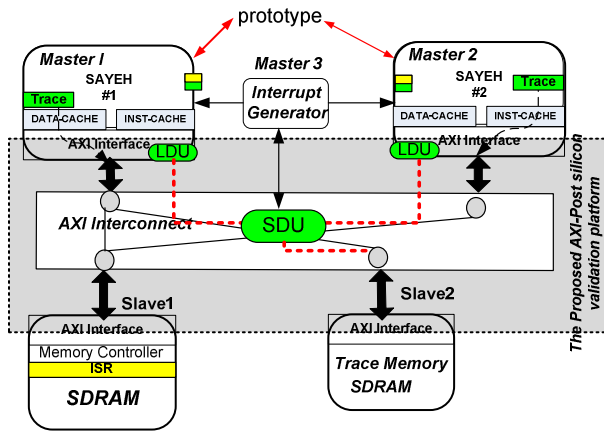 prototype
Master I
SAYEH
#1
Trace
DATA-CACHE
INST-CACHE
AXI Interface
LDU
Master 3
Interrupt
Generator
Master 2
SAYEH
#2
Trace
DATA-CACHE
INST-CACHE
AXI Interface
LDU
AXI Interconnect
SDU
The Proposed AXI-Post silicon
validation platform
Slave1
Slave2
AXI Interface
Memory Controller
ISR
SDRAM
AXI Interface
Trace Memory
SDRAM